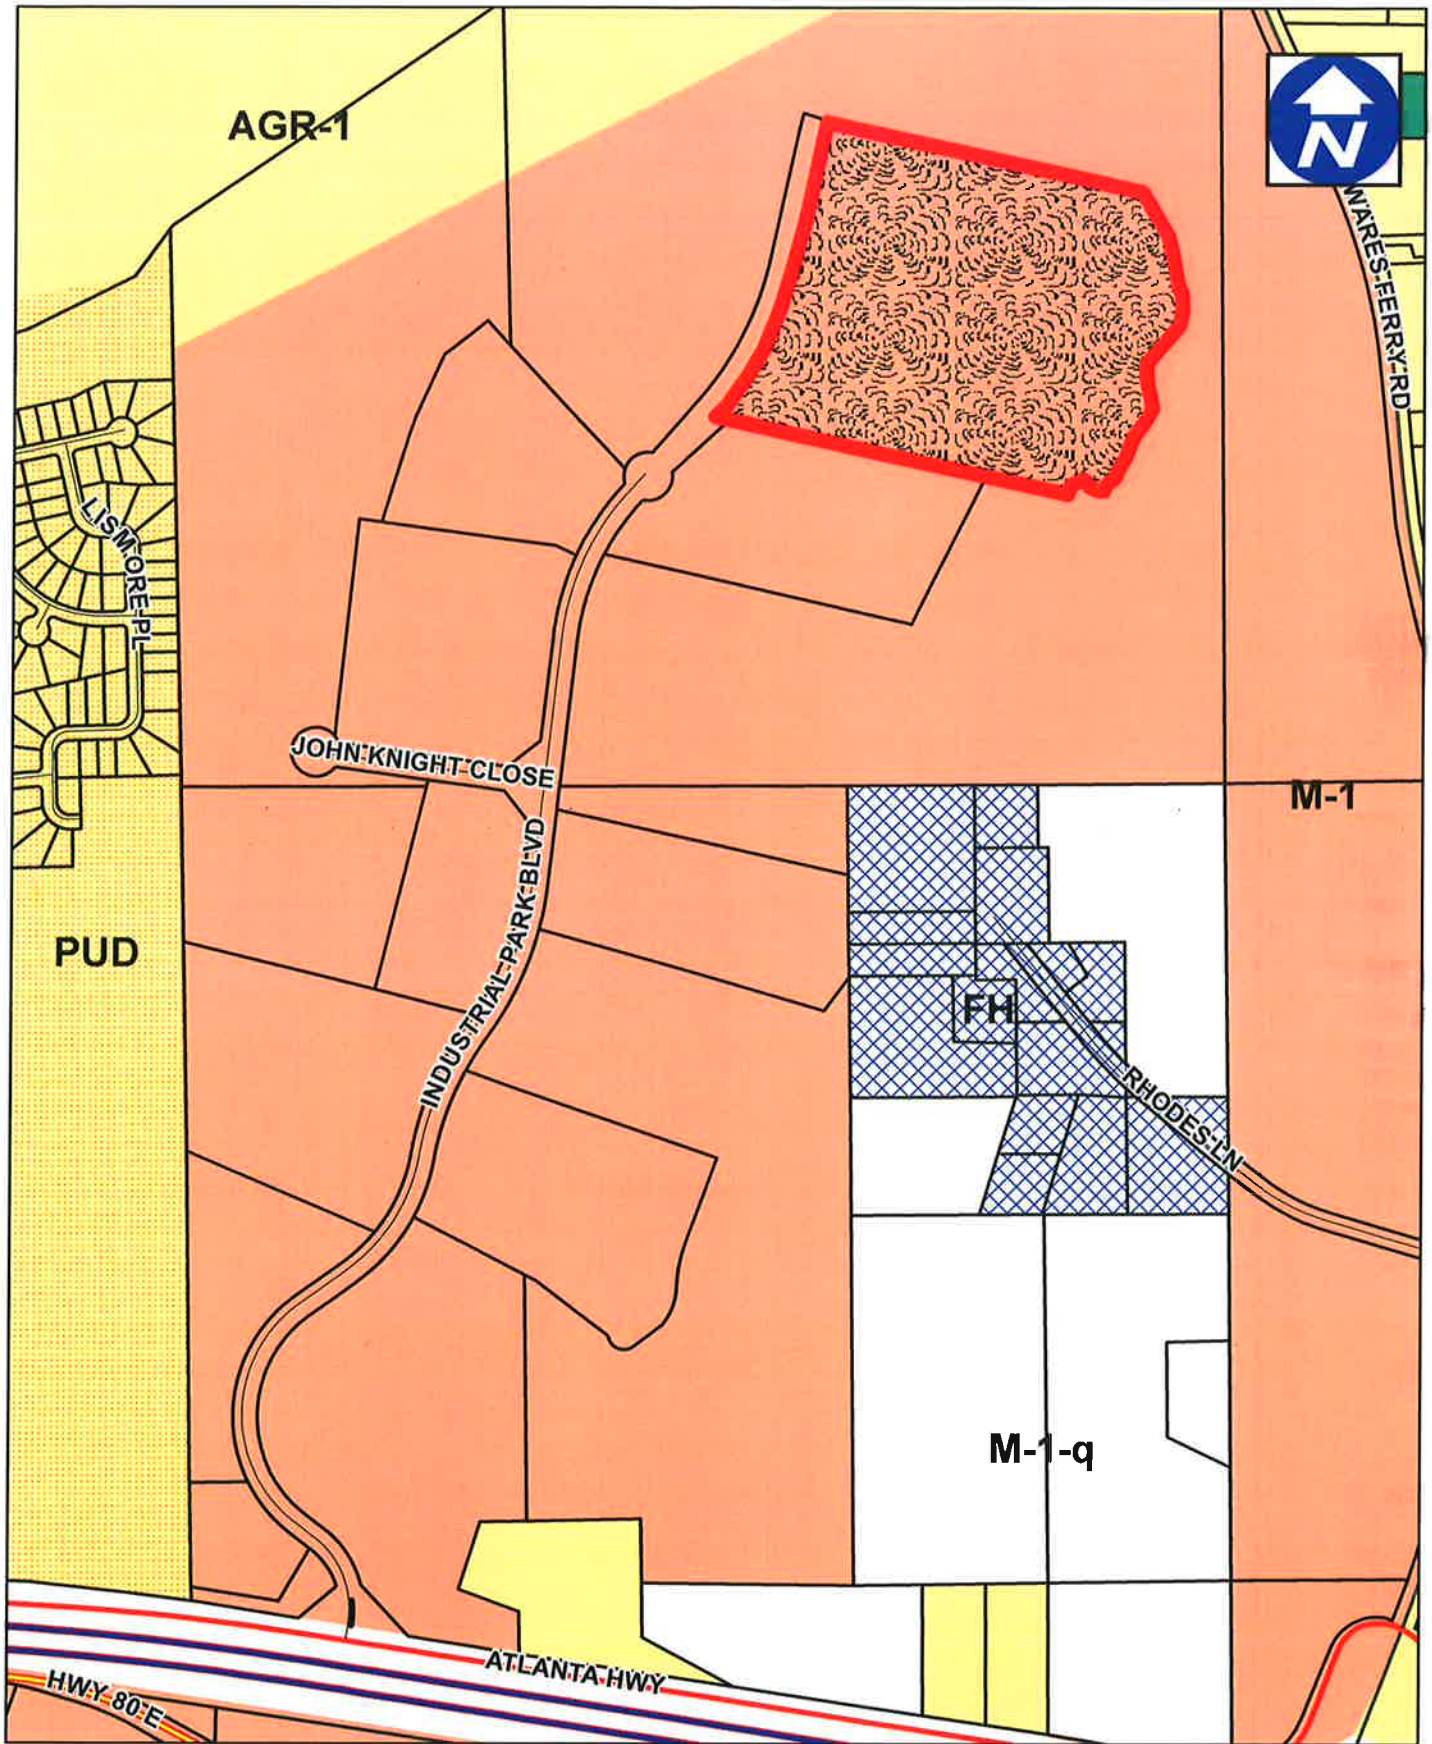 AGR-1
N
WARES FERRY RD
LISMORE PL
JOHN KNIGHT CLOSE
M-1
INDUSTRIAL PARK BLVD
PUD
FH
RHODES LN
M-1-q
ATLANTA HWY
HWY 80 E